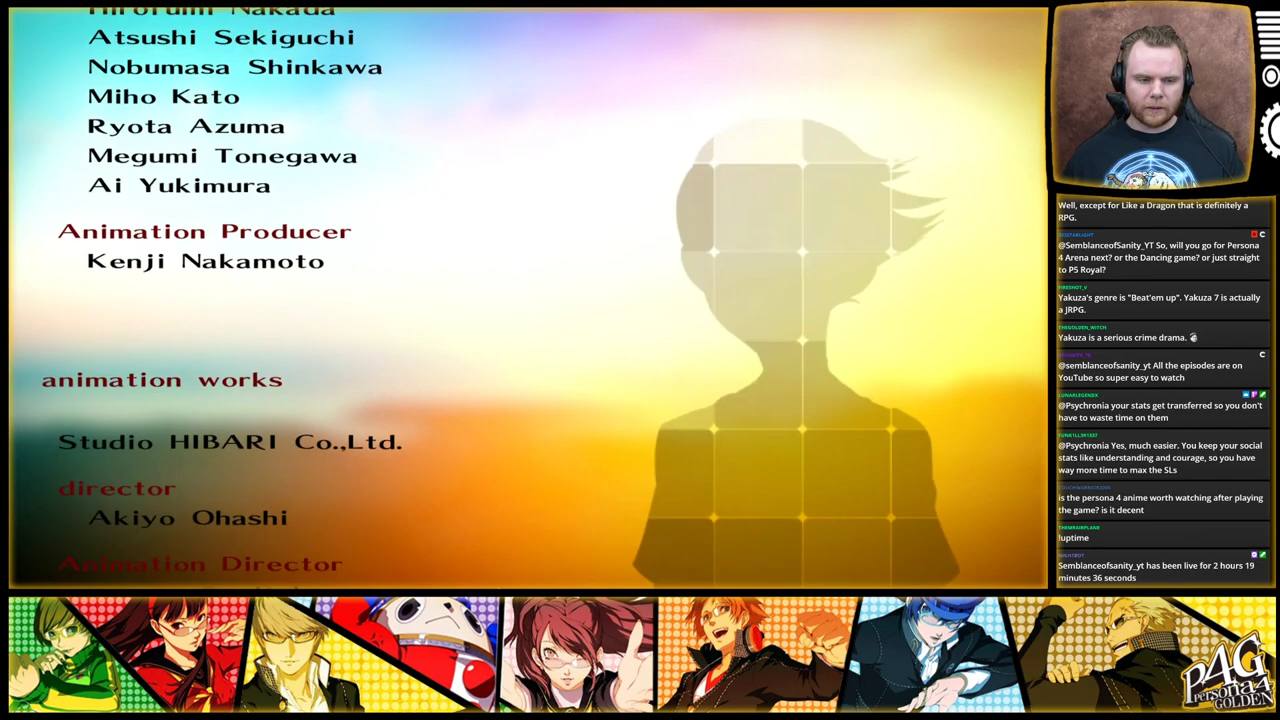 Hirofumi Nakada
Atsushi Sekiguchi
Nobumasa Shinkawa
Miho Kato
Ryota Azuma
Megumi Tonegawa
Ai Yukimura
Animation Producer
Kenji Nakamoto
animation works
Studio HIBARI Co.,Ltd.
director
Akiyo Ohashi
Animation Director
Well, except for Like a Dragon that is definitely a
RPG.
@SemblanceofSanity_YT So, will you go for Persona
4 Arena next? or the Dancing game? or just straight
to P5 Royal?
FIRESHOT_V
Yakuza's genre is "Beat'em up". Yakuza 7 is actually
a JRPG.
THEGOLDEN_WITCH
Yakuza is a serious crime drama.
@semblanceofsanity_yt All the episodes are on
YouTube so super easy to watch
LUNARLEGENDX
@Psychronia your stats get transferred so you don't
have to waste time on them
@Psychronia Yes, much easier. You keep your social
stats like understanding and courage, so you have
way more time to max the SLs
is the persona 4 anime worth watching after playing
the game? is it decent
THEMRAIRPLANE
!uptime
NIGHTBOT
Semblanceofsanity_yt has been live for 2 hours 19
minutes 36 seconds
P4G
Persona4
GOLDEN